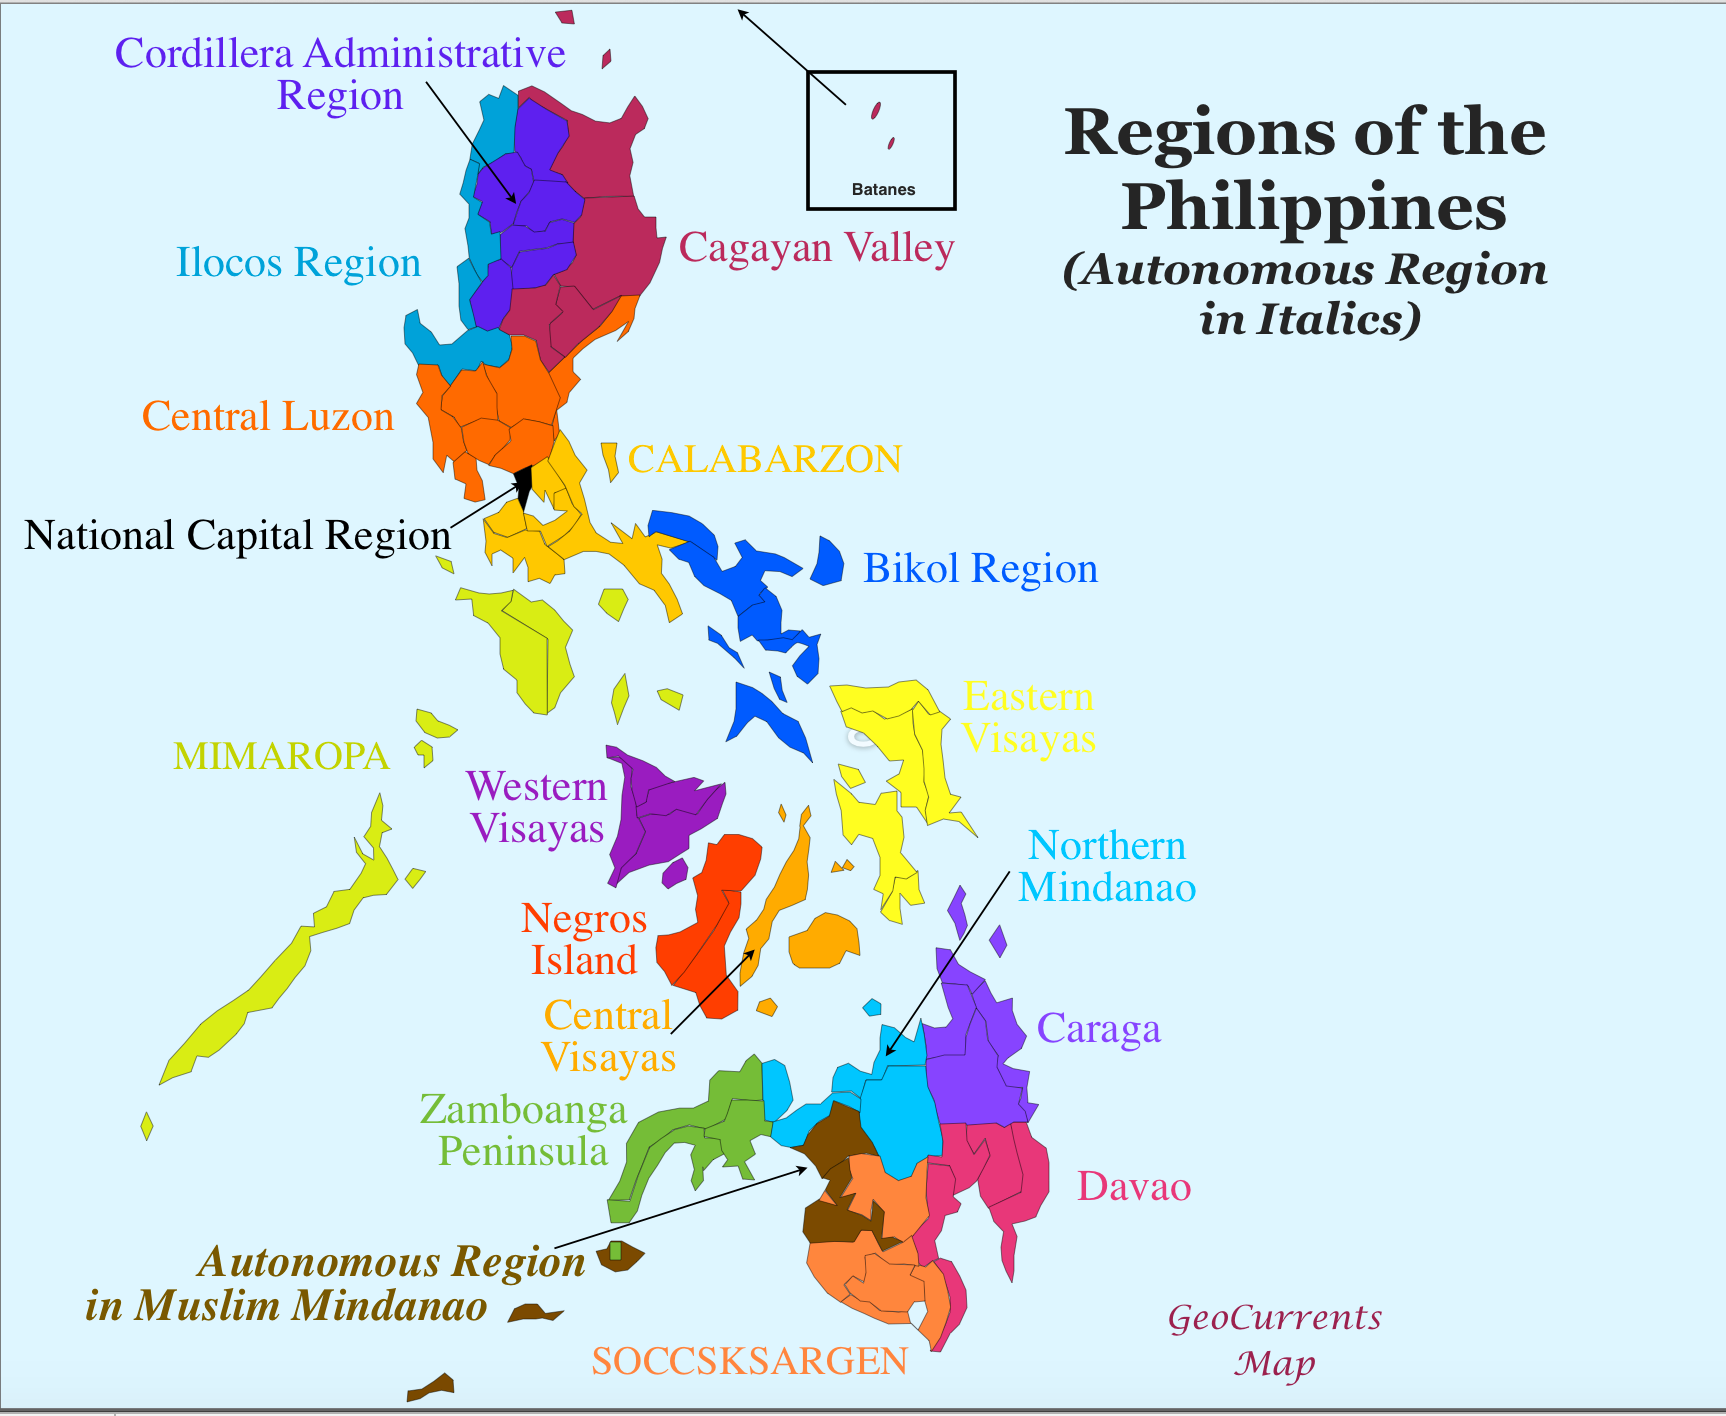 Cordillera Administrative
Region
Batanes
Regions of the
Philippines
(Autonomous Region
in Italics)
Ilocos Region
Cagayan Valley
Central Luzon
CALABARZON
National Capital Region
Bikol Region
Eastern
Visayas
MIMAROPA
Western
Visayas
Northern
Mindanao
Negros
Island
Central
Visayas
Caraga
Zamboanga
Peninsula
Davao
Autonomous Region
in Muslim Mindanao
SOCCSKSARGEN
GeoCurrents
Map